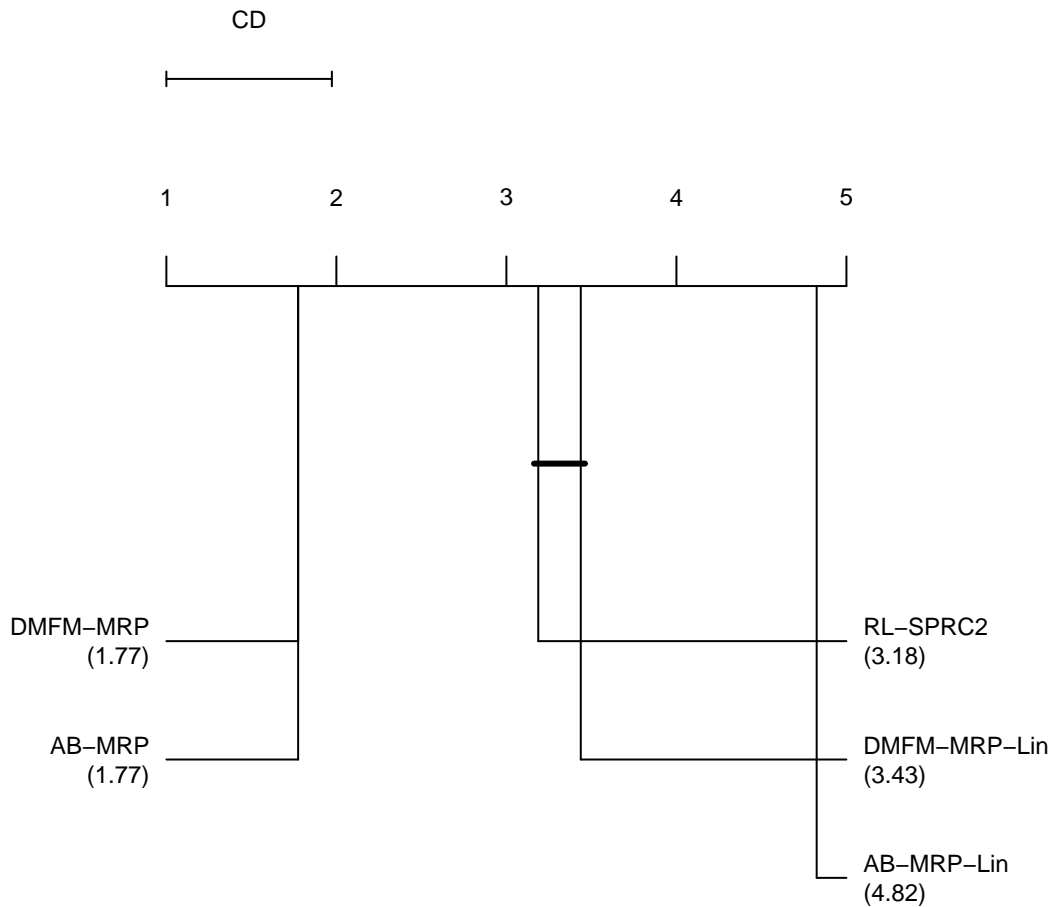 CD
1 2 3 4 5
DMFM−MRP
(1.77)
AB−MRP
(1.77)
RL−SPRC2
(3.18)
DMFM−MRP−Lin
(3.43)
AB−MRP−Lin
(4.82)